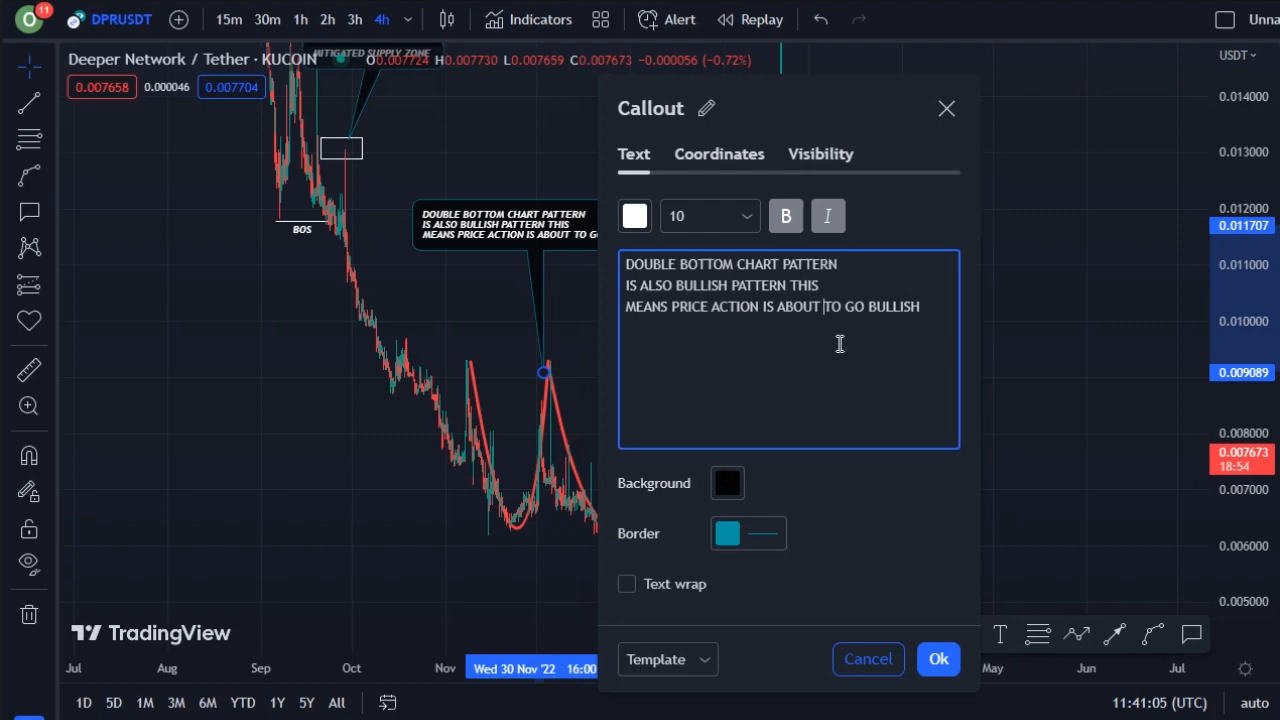 O
11
DPRUSDT
15m 30m 1h 2h 3h 4h
Indicators
Alert
Replay
Unna
MITIGATED SUPPLY ZONE
Deeper Network / Tether · KUCOIN
O0.007724 H0.007730 L0.007659 C0.007673 -0.000056 (-0.72%)
USDT
0.007658
0.000046
0.007704
BOS
DOUBLE BOTTOM CHART PATTERN
IS ALSO BULLISH PATTERN THIS
MEANS PRICE ACTION IS ABOUT TO G
Callout
Text Coordinates Visibility
10
B I
DOUBLE BOTTOM CHART PATTERN
IS ALSO BULLISH PATTERN THIS
MEANS PRICE ACTION IS ABOUT TO GO BULLISH
Background
Border
Text wrap
Template
Cancel
Ok
0.014000
0.013000
0.012000
0.011707
0.011000
0.010000
0.009089
0.008000
0.007673
18:54
0.007000
0.006000
0.005000
TradingView
T
Jul Aug Sep Oct Nov Wed 30 Nov '22 16:00 May Jun Jul
1D 5D 1M 3M 6M YTD 1Y 5Y All
11:41:05 (UTC)
auto